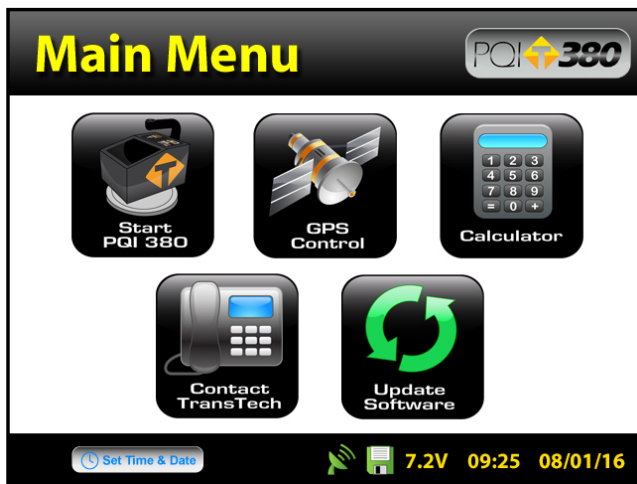 Main Menu
PQI T 380
Start
PQI 380
GPS
Control
Calculator
1 2 3
4 5 6
7 8 9
= 0 +
Contact
TransTech
Update
Software
Set Time & Date
7.2V 09:25 08/01/16